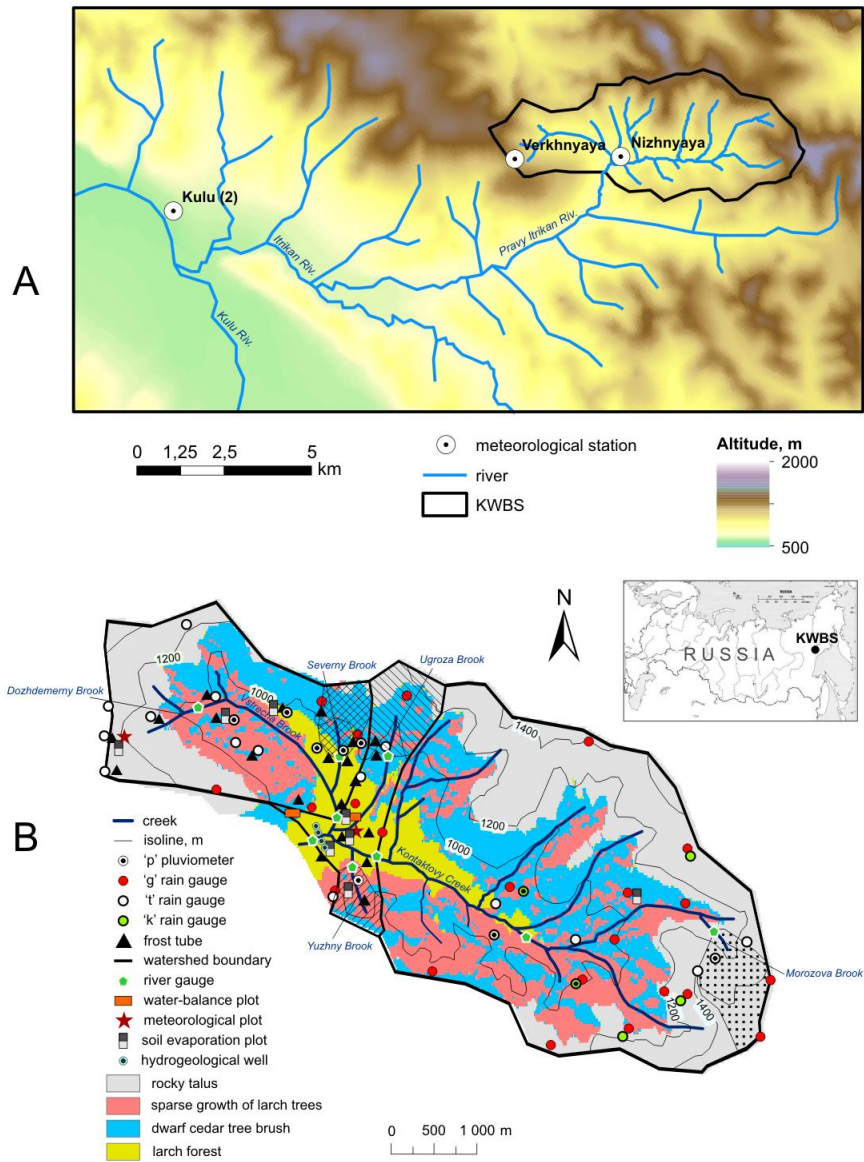 A
Verkhnyaya
Nizhnyaya
Kulu (2)
Itrikan Riv.
Pravy Itrikan Riv.
Kulu Riv.
0 1,25 2,5 5
km
meteorological station
river
KWBS
Altitude, m
2000
500
B
N
RUSSIA
KWBS
Severny Brook
Ugroza Brook
Dozhdemerny Brook
Vstrecha Brook
Kontaktovy Creek
Yuzhny Brook
Morozova Brook
1200
1000
1400
1200
1000
1200
1400
creek
isoline, m
'p' pluviometer
'g' rain gauge
't' rain gauge
'k' rain gauge
frost tube
watershed boundary
river gauge
water-balance plot
meteorological plot
soil evaporation plot
hydrogeological well
rocky talus
sparse growth of larch trees
dwarf cedar tree brush
larch forest
0 500 1 000 m